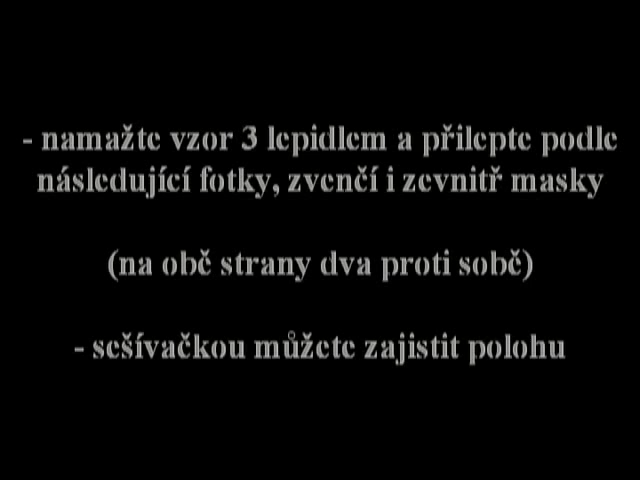 - namažte vzor 3 lepidlem a přilepte podle
následující fotky, zvenčí i zevnitř masky
(na obě strany dva proti sobě)
- sešívačkou můžete zajistit polohu